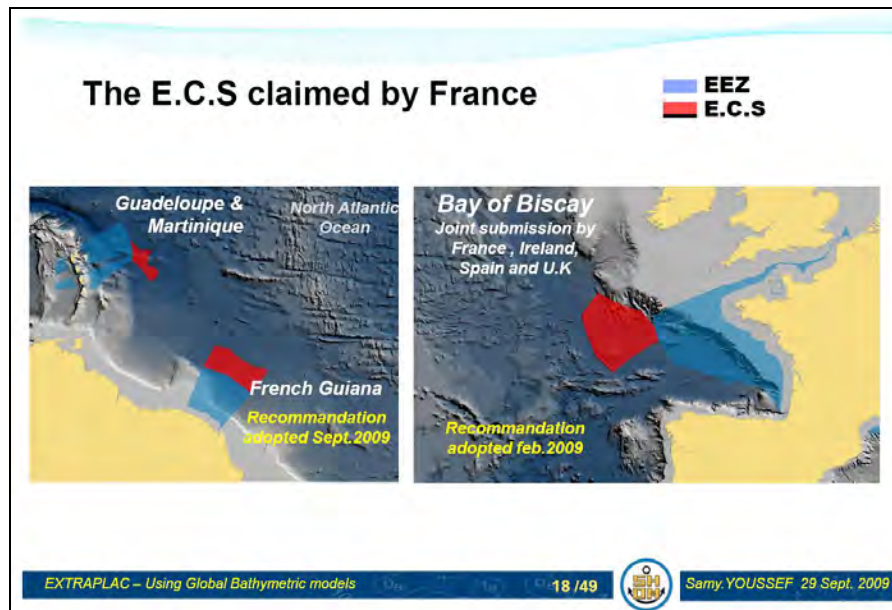 The E.C.S claimed by France
EEZ
E.C.S
Guadeloupe &
Martinique
North Atlantic
Ocean
French Guiana
Recommandation
adopted Sept.2009
Bay of Biscay
Joint submission by
France , Ireland,
Spain and U.K
Recommandation
adopted feb.2009
EXTRAPLAC – Using Global Bathymetric models
18 /49
SH
OM
Samy.YOUSSEF 29 Sept. 2009